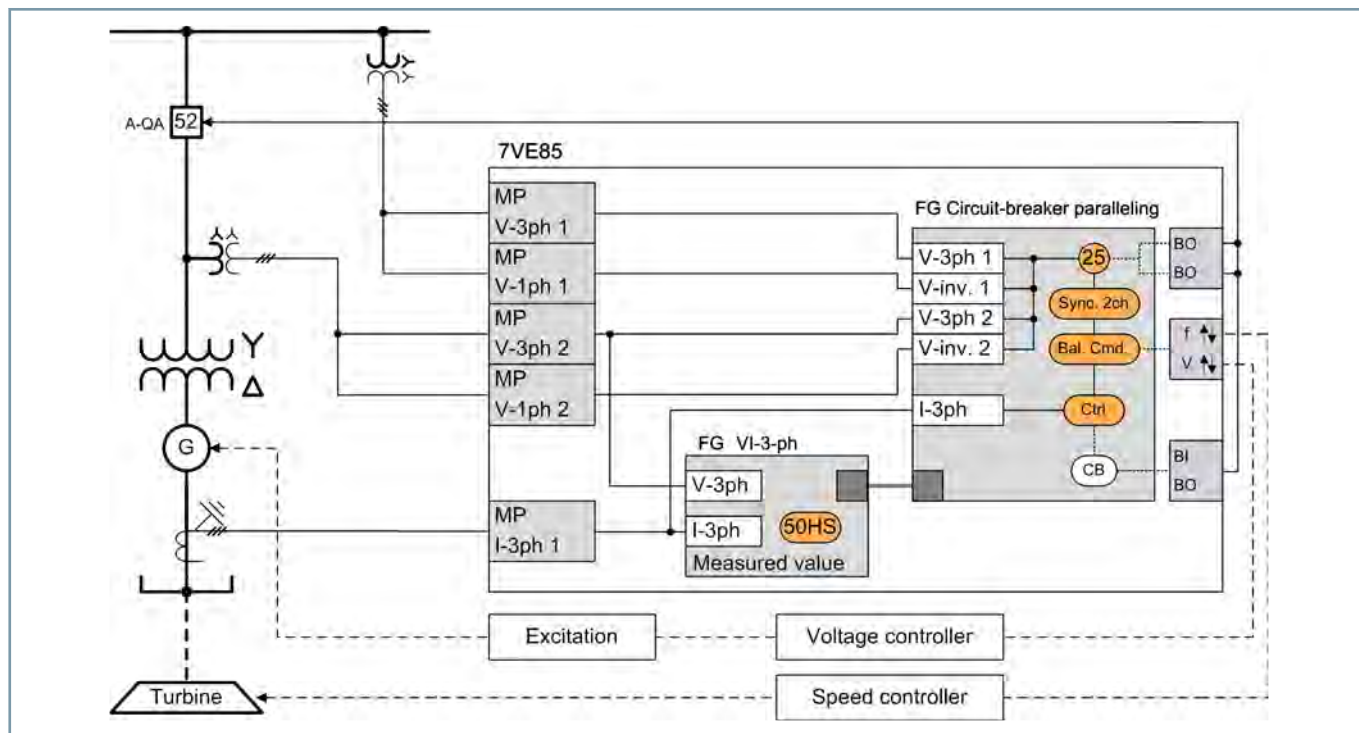 A-QA
52
7VE85
MP
V-3ph 1
MP
V-1ph 1
MP
V-3ph 2
MP
V-1ph 2
MP
I-3ph 1
FG Circuit-breaker paralleling
V-3ph 1
V-inv. 1
V-3ph 2
V-inv. 2
I-3ph
25
Sync. 2ch
Bal. Cmd.
Ctrl
CB
BO
BO
f
V
BI
BO
FG VI-3-ph
V-3ph
I-3ph
50HS
Measured value
Y
Δ
G
Excitation
Voltage controller
Speed controller
Turbine